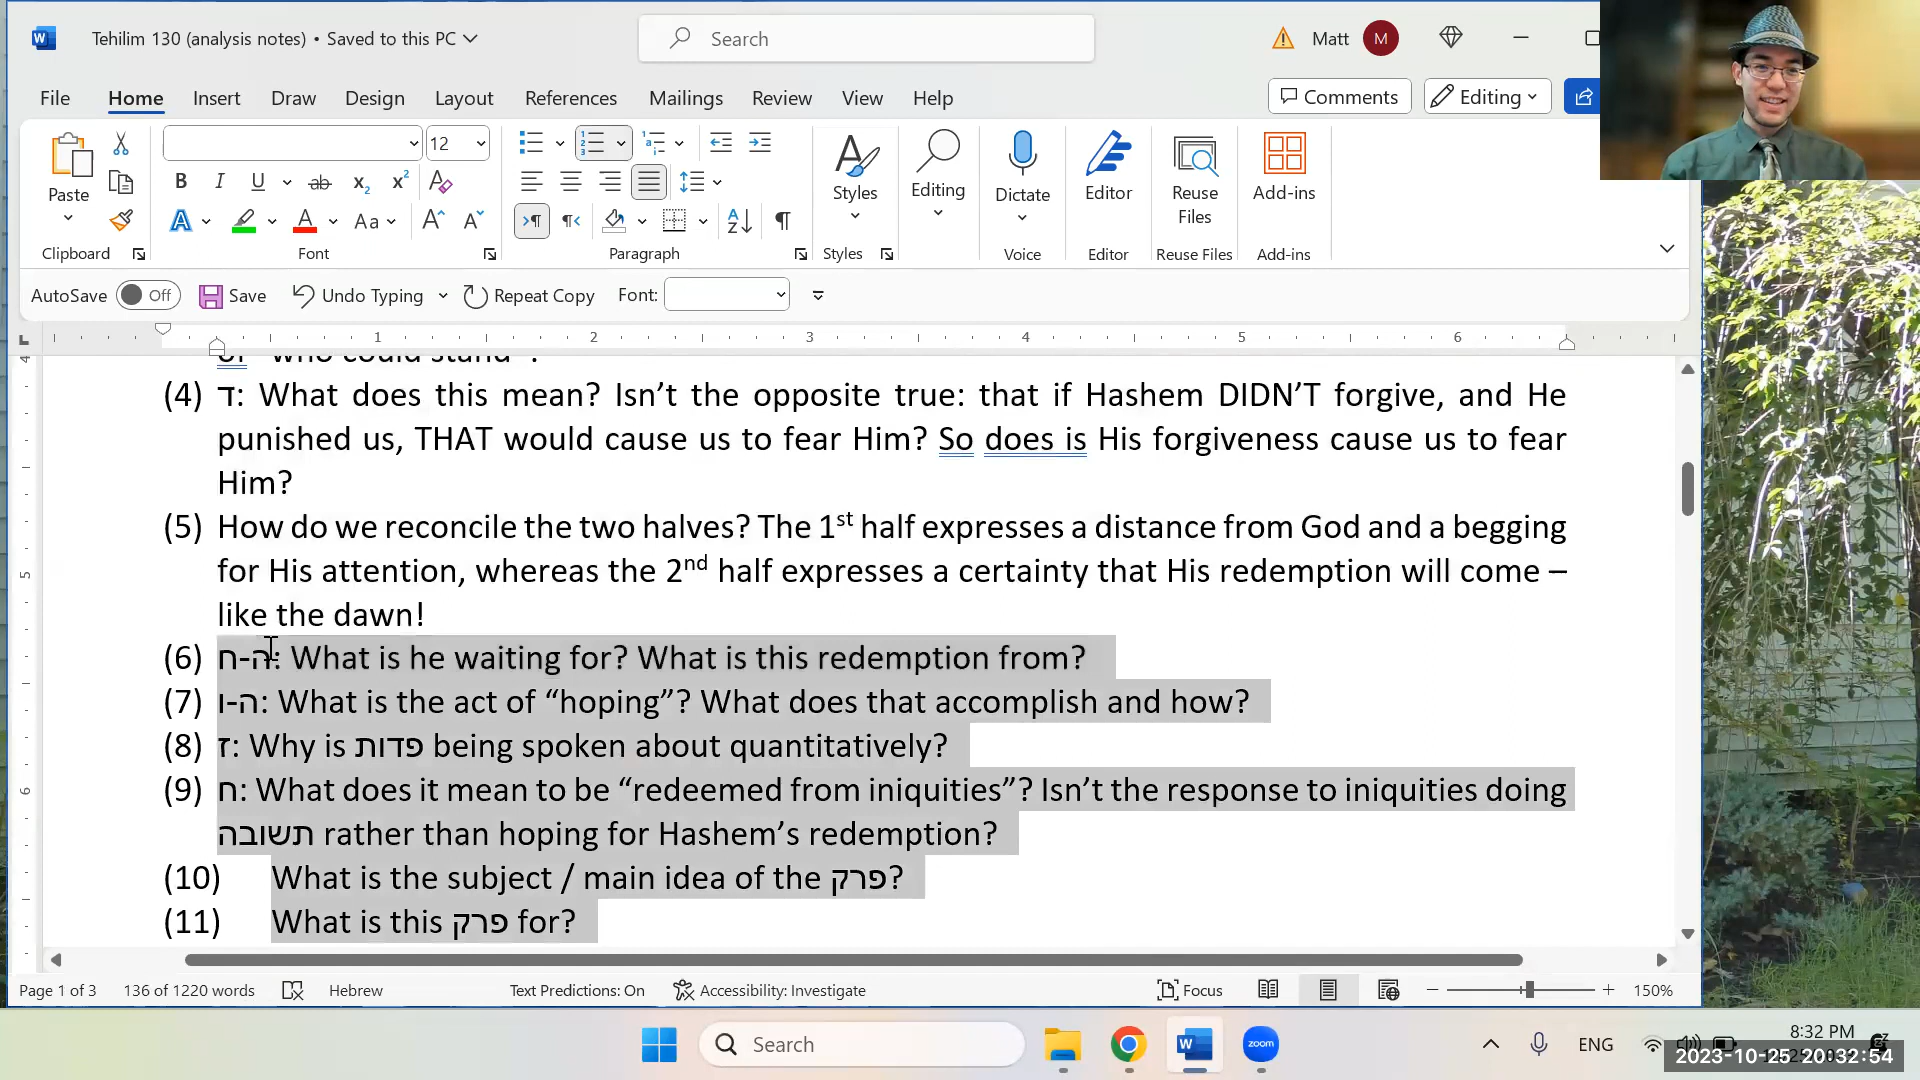 Tehilim 130 (analysis notes) • Saved to this PC
Search
Matt
M
File Home Insert Draw Design Layout References Mailings Review View Help
Comments
Editing
12
Paste
Styles
Editing
Dictate
Editor
Reuse
Files
Add-ins
Clipboard
Font
Paragraph
Styles
Voice
Editor
Reuse Files
Add-ins
AutoSave Off Save Undo Typing Repeat Copy Font:
1 2 3 4 5 6
of “who could stand”?
(4) ד: What does this mean? Isn’t the opposite true: that if Hashem DIDN’T forgive, and He
punished us, THAT would cause us to fear Him? So does is His forgiveness cause us to fear
Him?
(5) How do we reconcile the two halves? The 1st half expresses a distance from God and a begging
for His attention, whereas the 2nd half expresses a certainty that His redemption will come –
like the dawn!
(6) ה-ח: What is he waiting for? What is this redemption from?
(7) ה-ו: What is the act of “hoping”? What does that accomplish and how?
(8) ז: Why is פדות being spoken about quantitatively?
(9) ח: What does it mean to be “redeemed from iniquities”? Isn’t the response to iniquities doing
תשובה rather than hoping for Hashem’s redemption?
(10) What is the subject / main idea of the פרק?
(11) What is this פרק for?
Page 1 of 3 136 of 1220 words Hebrew Text Predictions: On Accessibility: Investigate Focus 150%
Search
zoom
ENG
8:32 PM
2023-10-25 20:32:54